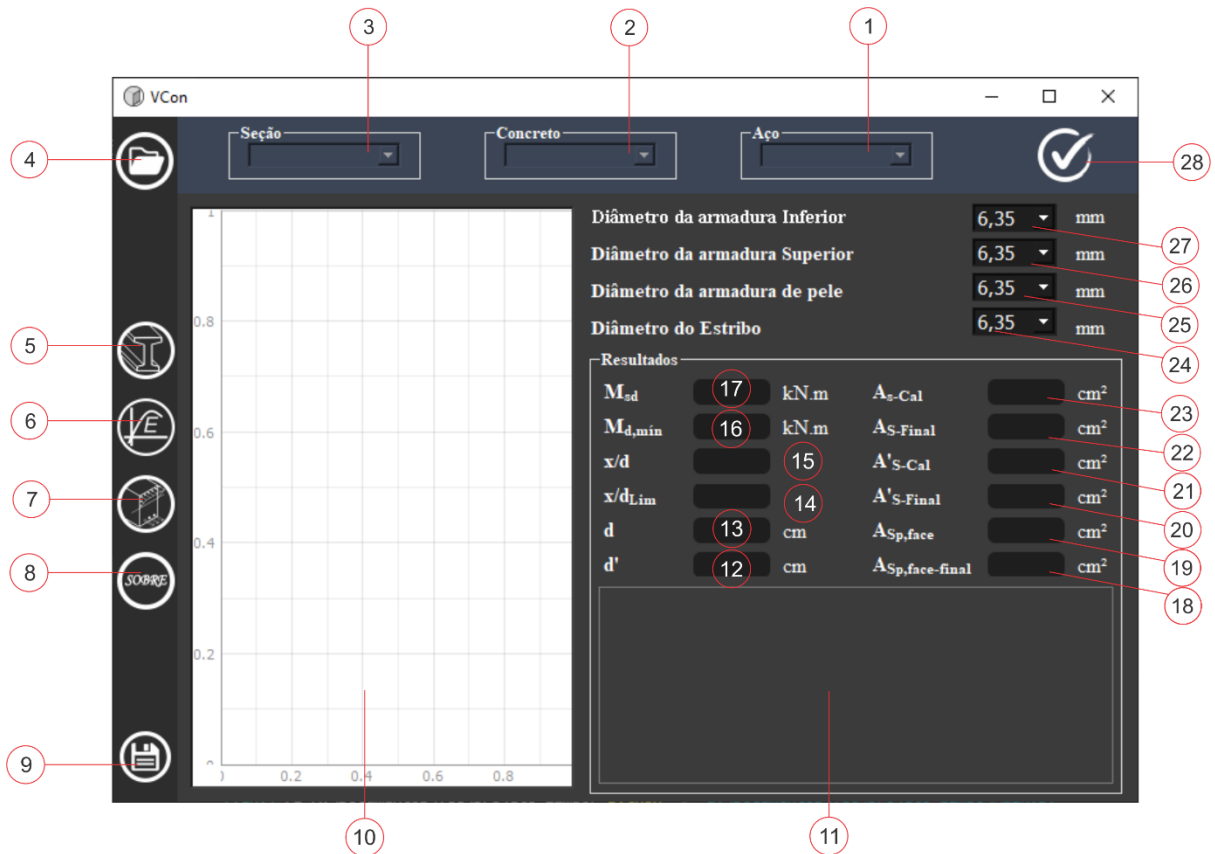 3 2 1
VCon
Seção Concreto Aço
4
28
Diâmetro da armadura Inferior 6,35 mm
27
Diâmetro da armadura Superior 6,35 mm
26
Diâmetro da armadura de pele 6,35 mm
25
Diâmetro do Estribo 6,35 mm
24
1
0.8
0.6
0.4
0.2
0
0.2 0.4 0.6 0.8
5
6
E
7
8
SOBRE
9
Resultados
Msd 17 kN.m As-Cal cm² 23
Md,mín 16 kN.m AS-Final cm² 22
x/d 15 A'S-Cal cm² 21
x/dLim 14 A'S-Final cm² 20
d 13 cm ASp,face cm² 19
d' 12 cm ASp,face-final cm² 18
10 11